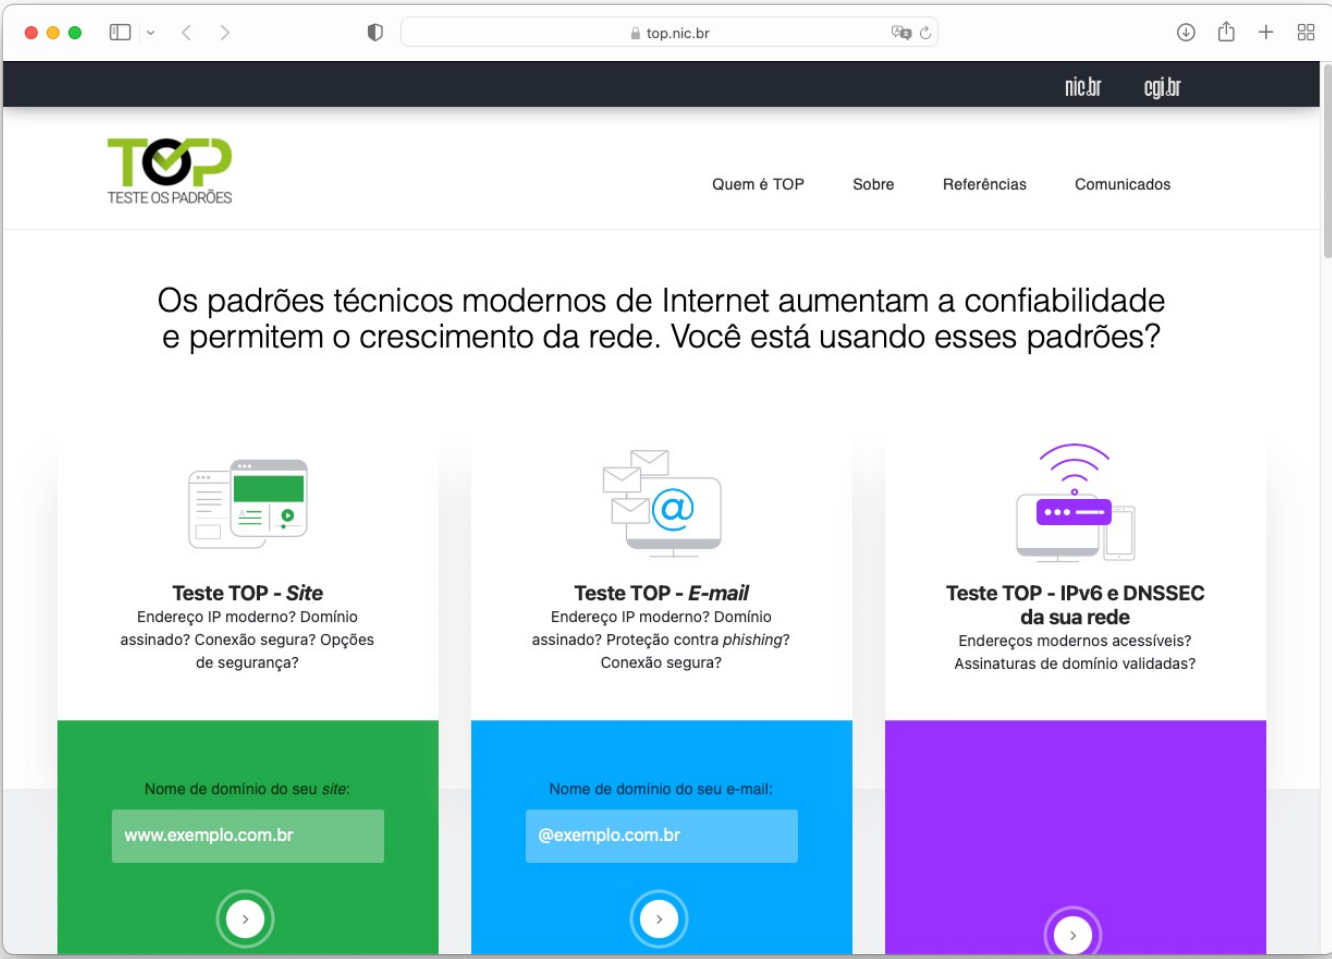 top.nic.br
nic.br cgi.br
TOP
TESTE OS PADRÕES
Quem é TOP Sobre Referências Comunicados
Os padrões técnicos modernos de Internet aumentam a confiabilidade
e permitem o crescimento da rede. Você está usando esses padrões?
@
Teste TOP - Site
Endereço IP moderno? Domínio
assinado? Conexão segura? Opções
de segurança?
Teste TOP - E-mail
Endereço IP moderno? Domínio
assinado? Proteção contra phishing?
Conexão segura?
Teste TOP - IPv6 e DNSSEC
da sua rede
Endereços modernos acessíveis?
Assinaturas de domínio validadas?
Nome de domínio do seu site:
www.exemplo.com.br
Nome de domínio do seu e-mail:
@exemplo.com.br